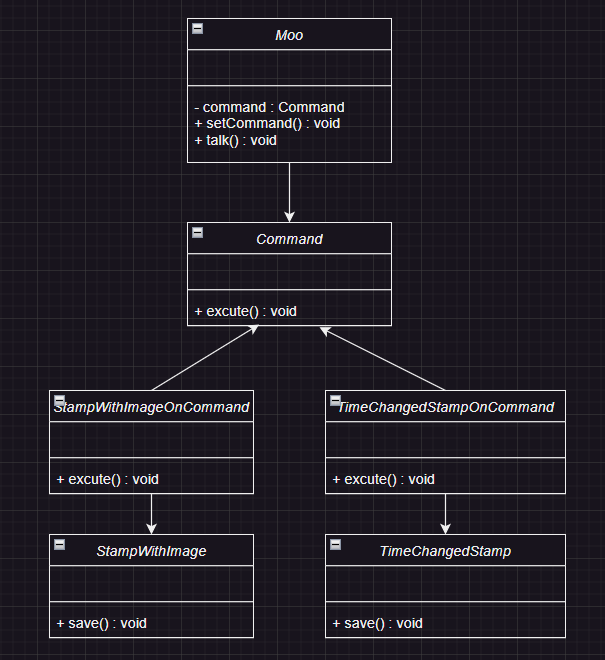 Moo
- command : Command
+ setCommand() : void
+ talk() : void
Command
+ excute() : void
StampWithImageOnCommand
+ excute() : void
TimeChangedStampOnCommand
+ excute() : void
StampWithImage
+ save() : void
TimeChangedStamp
+ save() : void